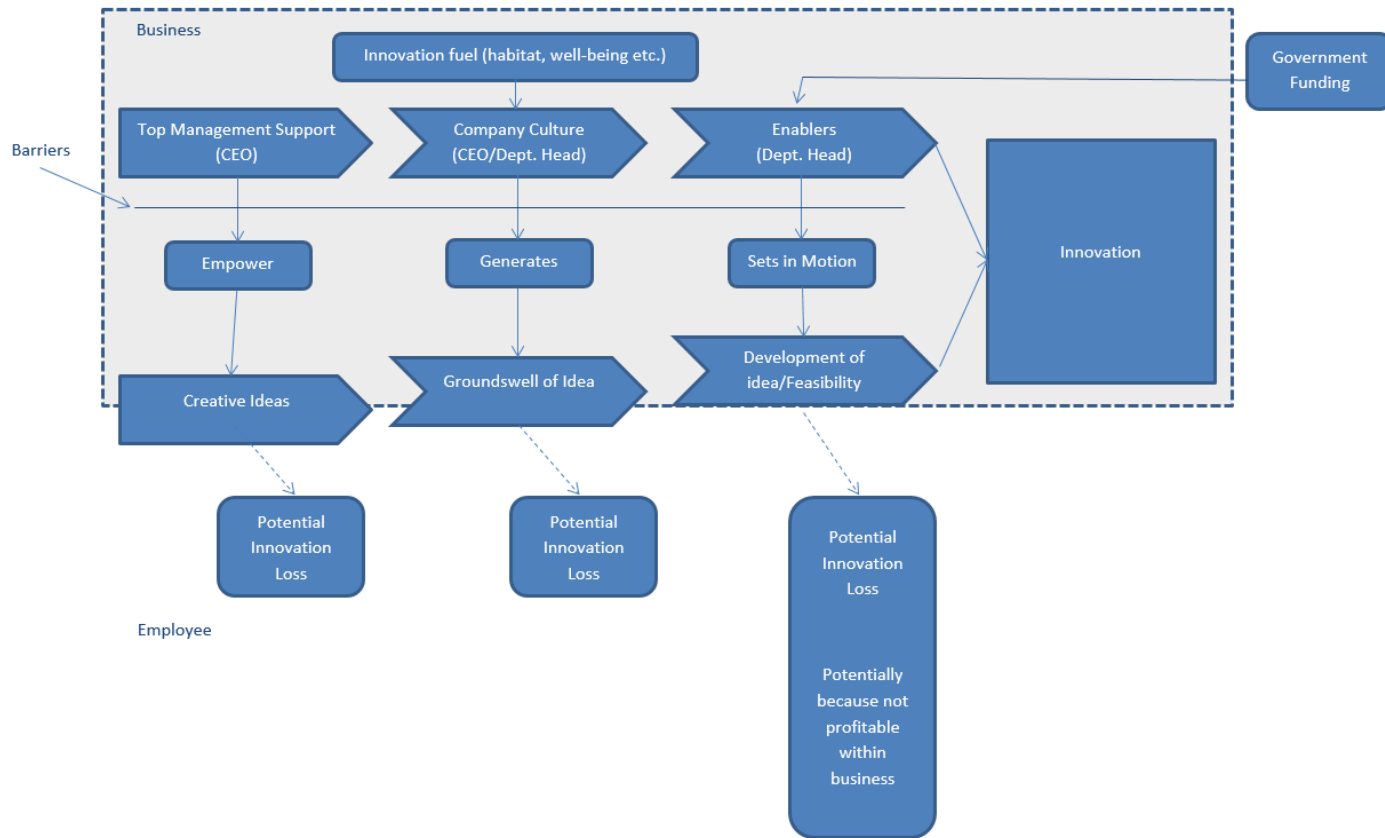 Business
Innovation fuel (habitat, well-being etc.)
Government
Funding
Top Management Support
(CEO)
Company Culture
(CEO/Dept. Head)
Enablers
(Dept. Head)
Barriers
Empower
Generates
Sets in Motion
Innovation
Creative Ideas
Groundswell of Idea
Development of
idea/Feasibility
Potential
Innovation
Loss
Potential
Innovation
Loss
Potential
Innovation
Loss
Potentially
because not
profitable
within
business
Employee